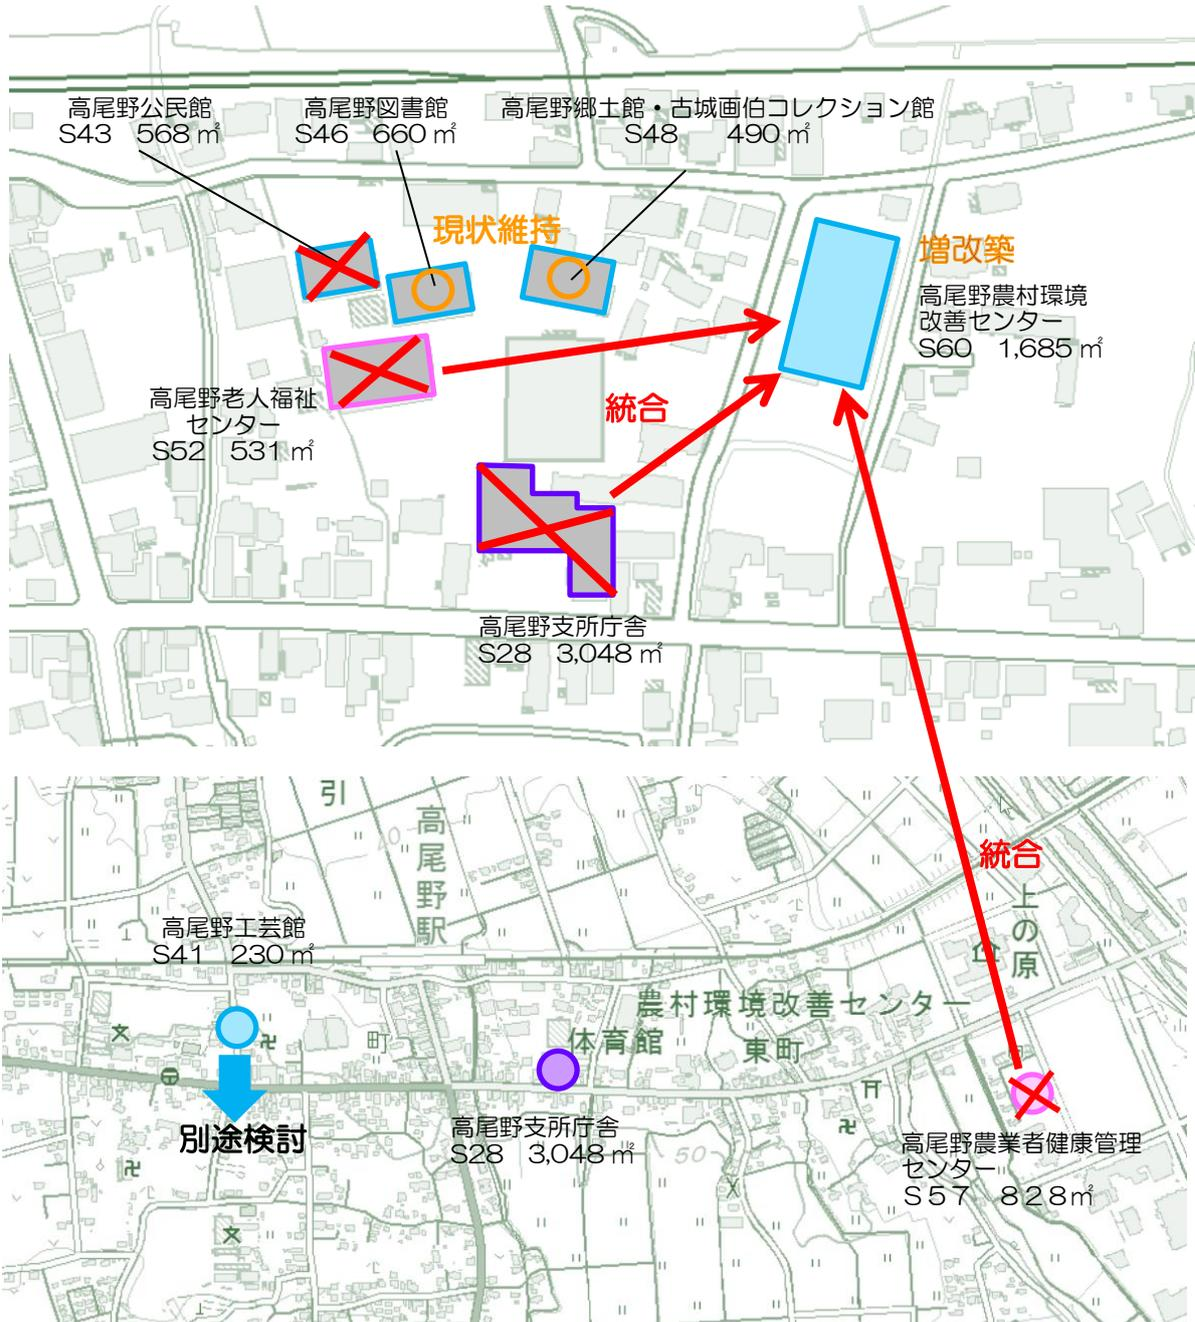 高尾野公民館
S43　568㎡
高尾野図書館
S46　660㎡
高尾野郷土館・古城画伯コレクション館
S48　490㎡
現状維持
増改築
高尾野農村環境
改善センター
S60　1,685㎡
高尾野老人福祉
センター
S52　531㎡
統合
高尾野支所庁舎
S28　3,048㎡
引
高尾野駅
統合
上の原
高尾野工芸館
S41　230㎡
農村環境改善センター
体育館
東町
町
別途検討
高尾野支所庁舎
S28　3,048㎡
50
高尾野農業者健康管理
センター
S57　828㎡